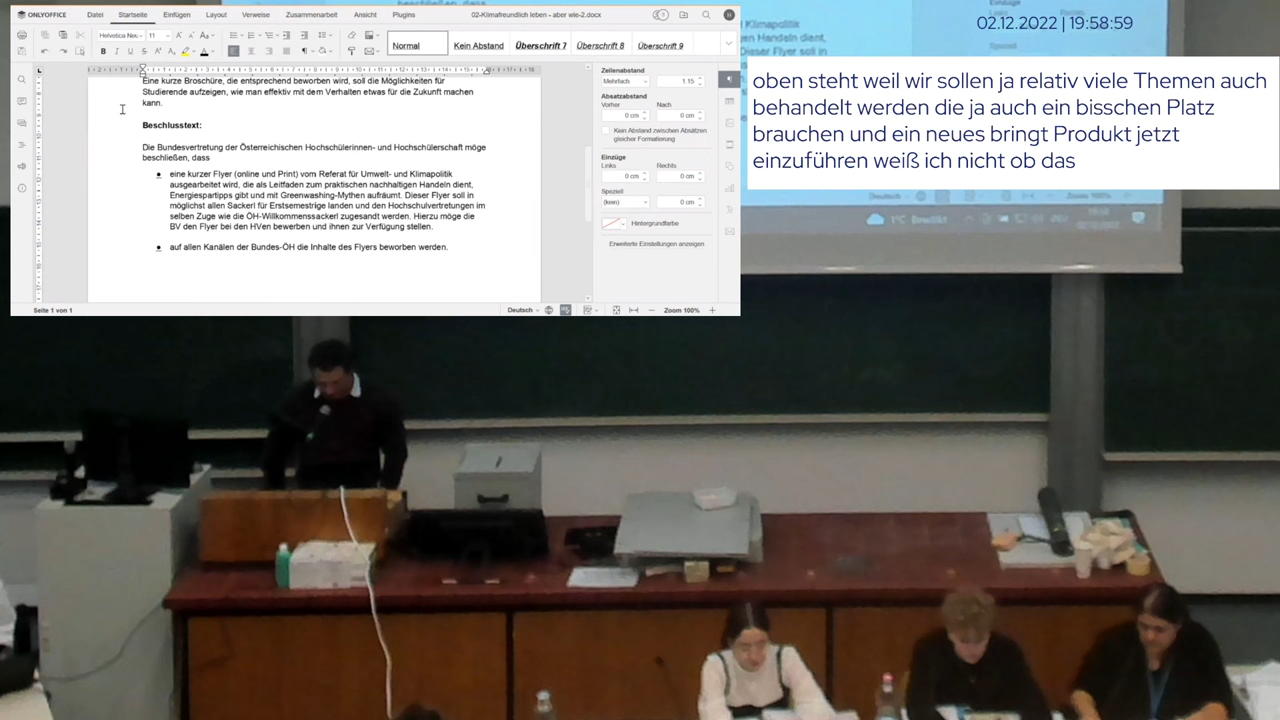 ONLYOFFICE
Datei Startseite Einfügen Layout Verweise Zusammenarbeit Ansicht Plugins
02-Klimafreundlich leben - aber wie-2.docx
Helvetica Neu 11
Normal Kein Abstand Überschrift 7 Überschrift 8 Überschrift 9
Eine kurze Broschüre, die entsprechend beworben wird, soll die Möglichkeiten für
Studierende aufzeigen, wie man effektiv mit dem Verhalten etwas für die Zukunft machen
kann.
Beschlusstext:
Die Bundesvertretung der Österreichischen Hochschülerinnen- und Hochschülerschaft möge
beschließen, dass
eine kurzer Flyer (online und Print) vom Referat für Umwelt- und Klimapolitik
ausgearbeitet wird, die als Leitfaden zum praktischen nachhaltigen Handeln dient,
Energiespartipps gibt und mit Greenwashing-Mythen aufräumt. Dieser Flyer soll in
möglichst allen Sackerl für Erstsemestrige landen und den Hochschulvertretungen im
selben Zuge wie die ÖH-Willkommenssackerl zugesandt werden. Hierzu möge die
BV den Flyer bei den HVen bewerben und ihnen zur Verfügung stellen.
auf allen Kanälen der Bundes-ÖH die Inhalte des Flyers beworben werden.
Zeilenabstand
Mehrfach 1.15
Absatzabstand
Vorher Nach
0 cm 0 cm
Kein Abstand zwischen Absätzen
gleicher Formatierung
Einzüge
Links Rechts
0 cm 0 cm
Speziell
(kein) 0 cm
Hintergrundfarbe
Erweiterte Einstellungen anzeigen
Seite 1 von 1
Deutsch
Zoom 100%
02.12.2022 | 19:58:59
oben steht weil wir sollen ja relativ viele Themen auch
behandelt werden die ja auch ein bisschen Platz
brauchen und ein neues bringt Produkt jetzt
einzuführen weiß ich nicht ob das